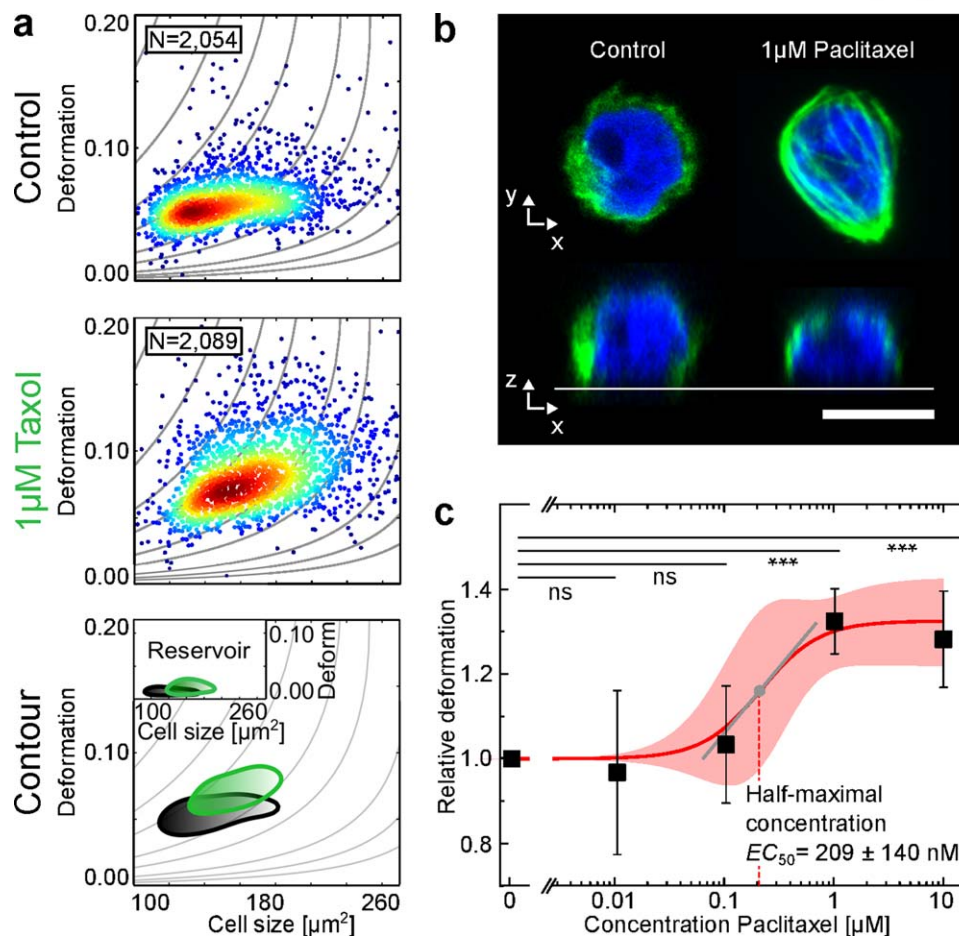 a
Control
Deformation
0.20
0.10
0.00
N=2,054
1µM Taxol
Deformation
0.20
0.10
0.00
N=2,089
Contour
Deformation
0.20
0.10
0.00
Reservoir
0.10
0.00
Deform
100
260
Cell size [µm²]
100
180
260
Cell size [µm²]
b
Control
1µM Paclitaxel
y
x
z
x
c
ns
ns
***
***
Relative deformation
1.4
1.2
1.0
0.8
Half-maximal
concentration
EC₅₀= 209 ± 140 nM
0
0.01
0.1
1
10
Concentration Paclitaxel [µM]